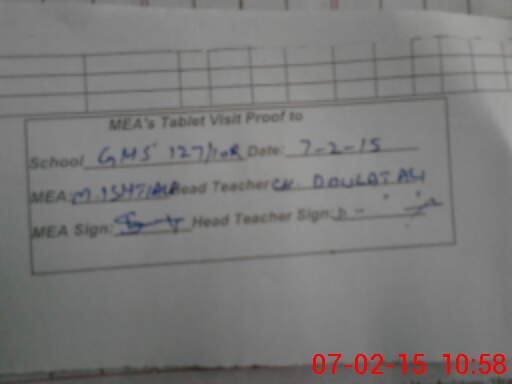 MEA's Tablet Visit Proof to
School GMS 127/10R Date: 7-2-15
MEA: M. ISHTIAQ Head Teacher CH. DOULAT ALI
MEA Sign: Head Teacher Sign:
07-02-15 10:58